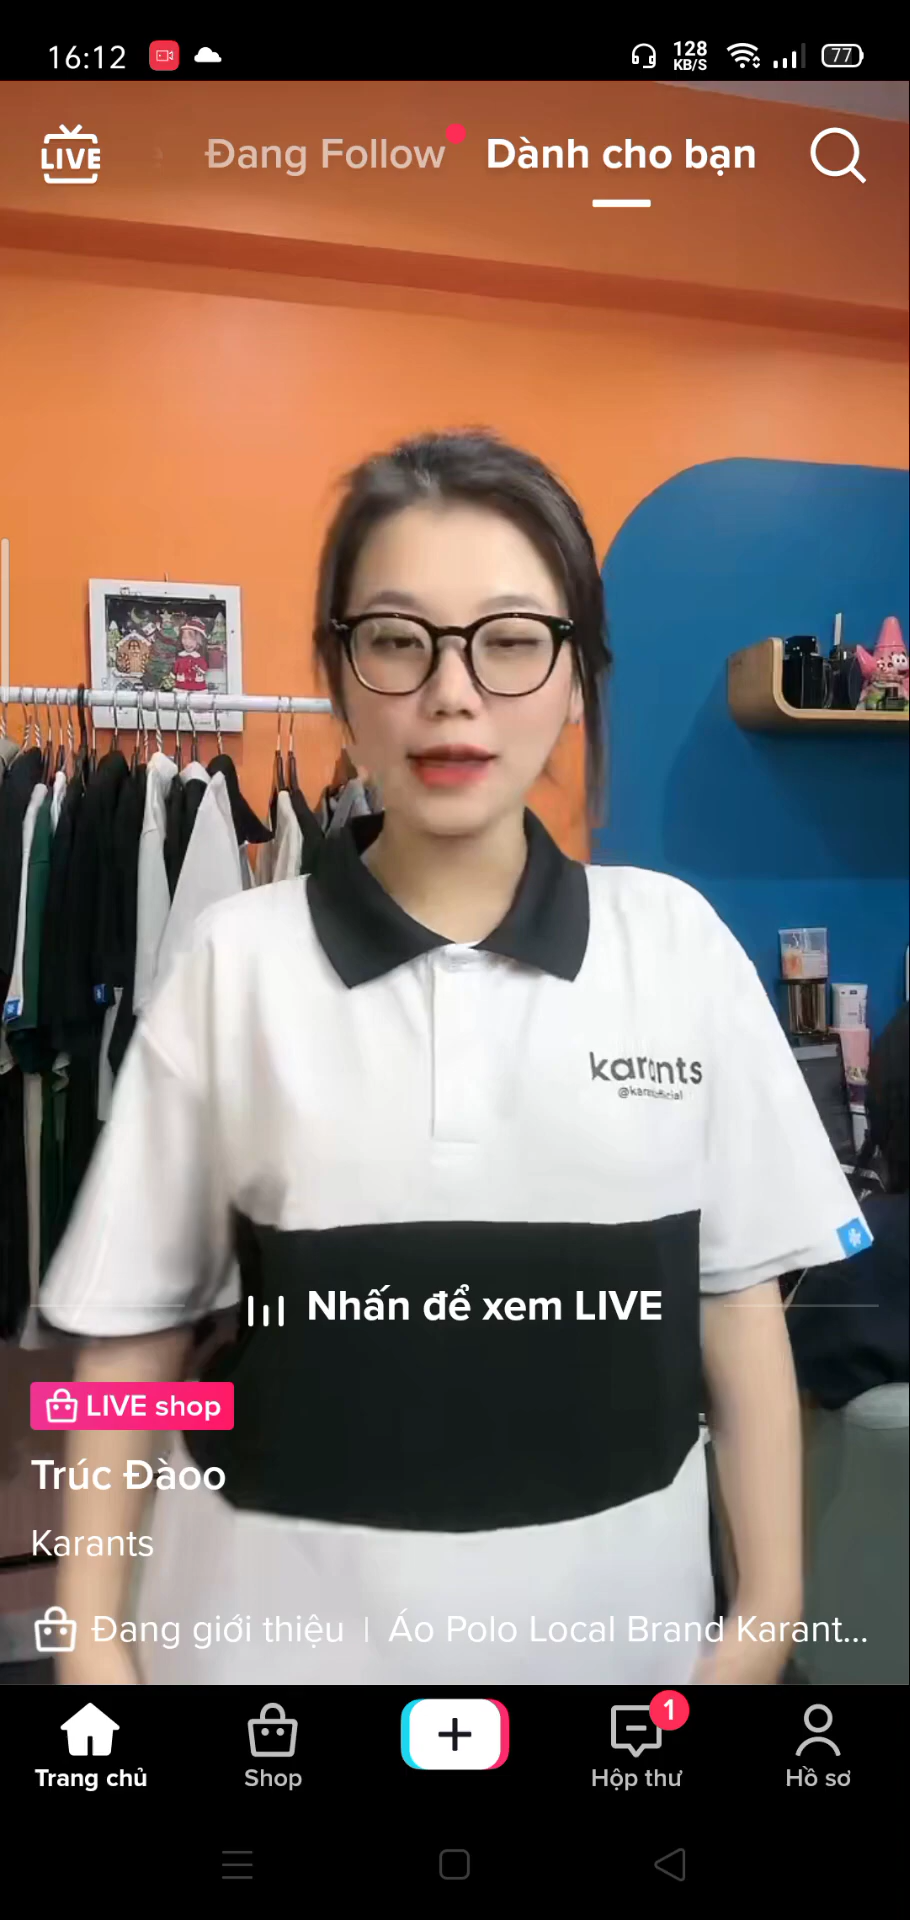 16:12
128
KB/S
77
LIVE
Đang Follow
Dành cho bạn
karants
Nhấn để xem LIVE
LIVE shop
Trúc Đàoo
Karants
Đang giới thiệu | Áo Polo Local Brand Karant...
1
Trang chủ
Shop
Hộp thư
Hồ sơ